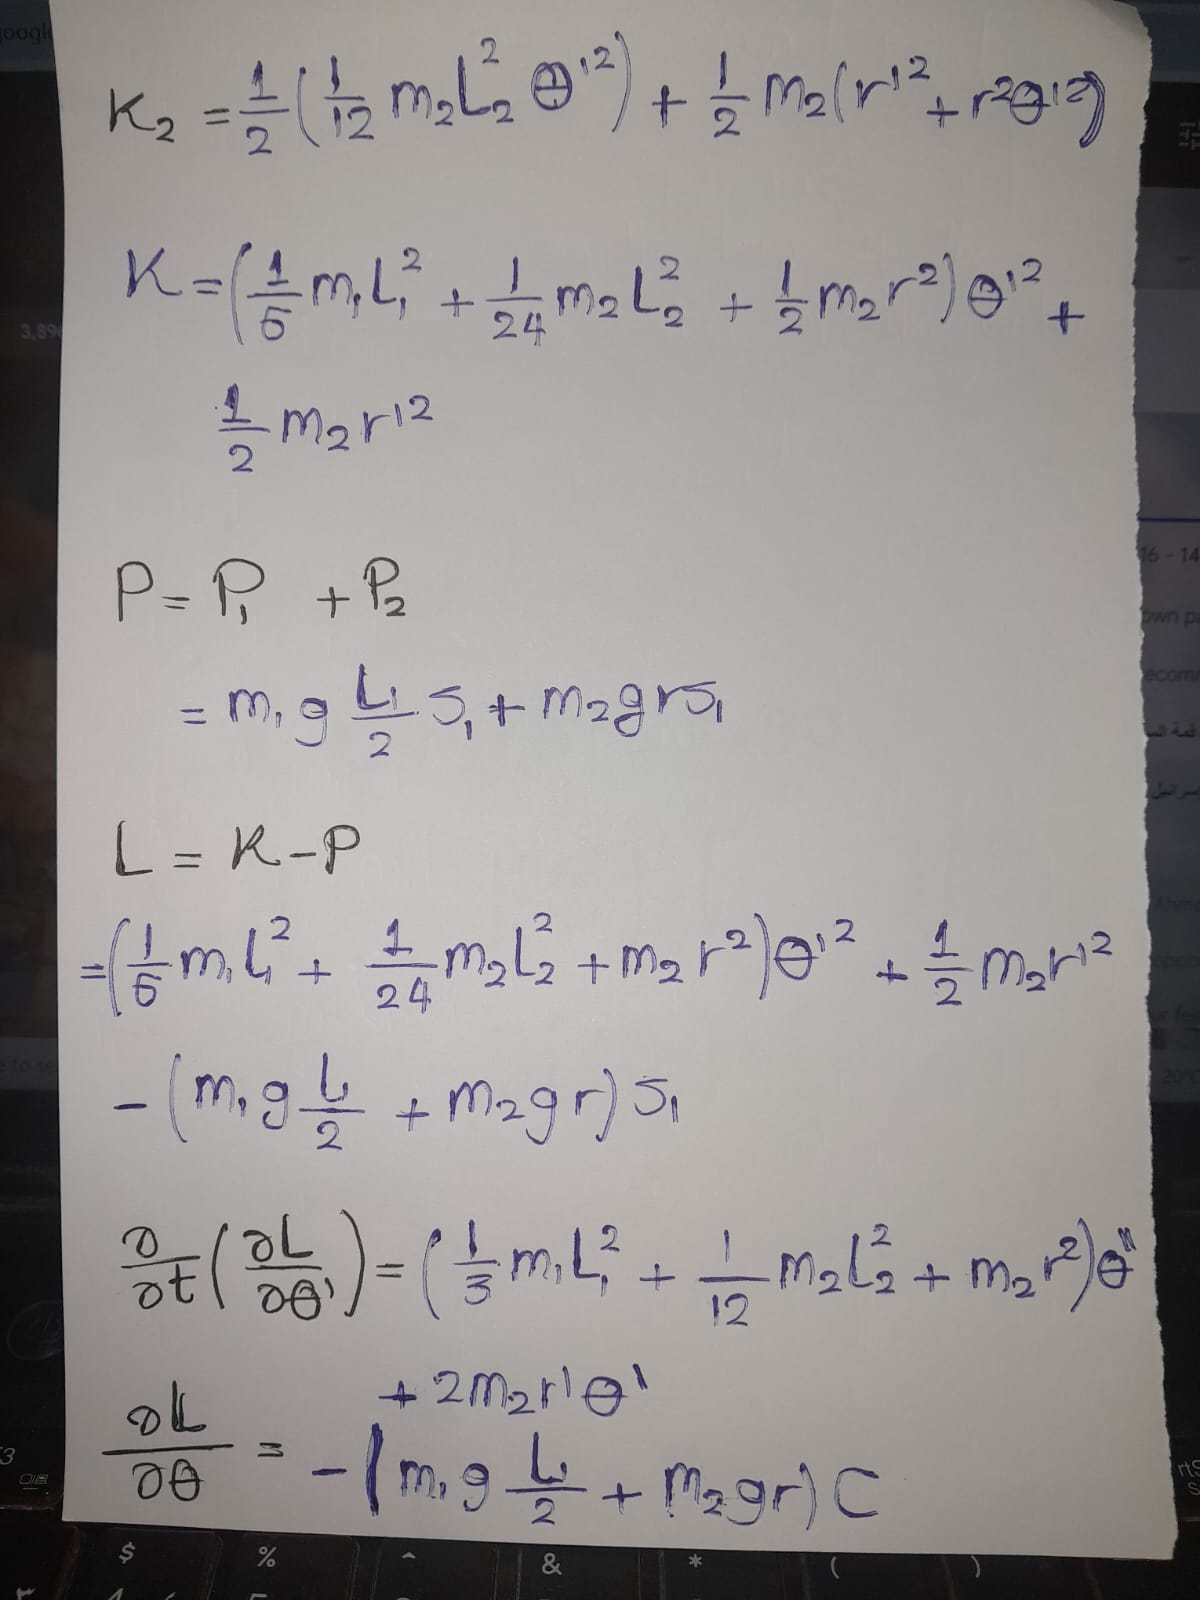 K₂ = 1/2 (1/12 m₂L₂² θ'²) + 1/2 m₂(r'² + r²θ'²)
K = (1/6 m₁L₁² + 1/24 m₂L₂² + 1/2 m₂r²)θ'² +
1/2 m₂r'²
P = P₁ + P₂
= m₁g L₁/2 S₁ + m₂grS₁
L = K-P
= (1/6 m₁L₁² + 1/24 m₂L₂² + m₂r²)θ'² + 1/2 m₂r'²
- (m₁g L₁/2 + m₂gr) S₁
∂/∂t (∂L/∂θ') = (1/3 m₁L₁² + 1/12 m₂L₂² + m₂r²)θ''
+ 2m₂r'θ'
∂L/∂θ = -(m₁g L₁/2 + m₂gr) C
$ % & * ( )